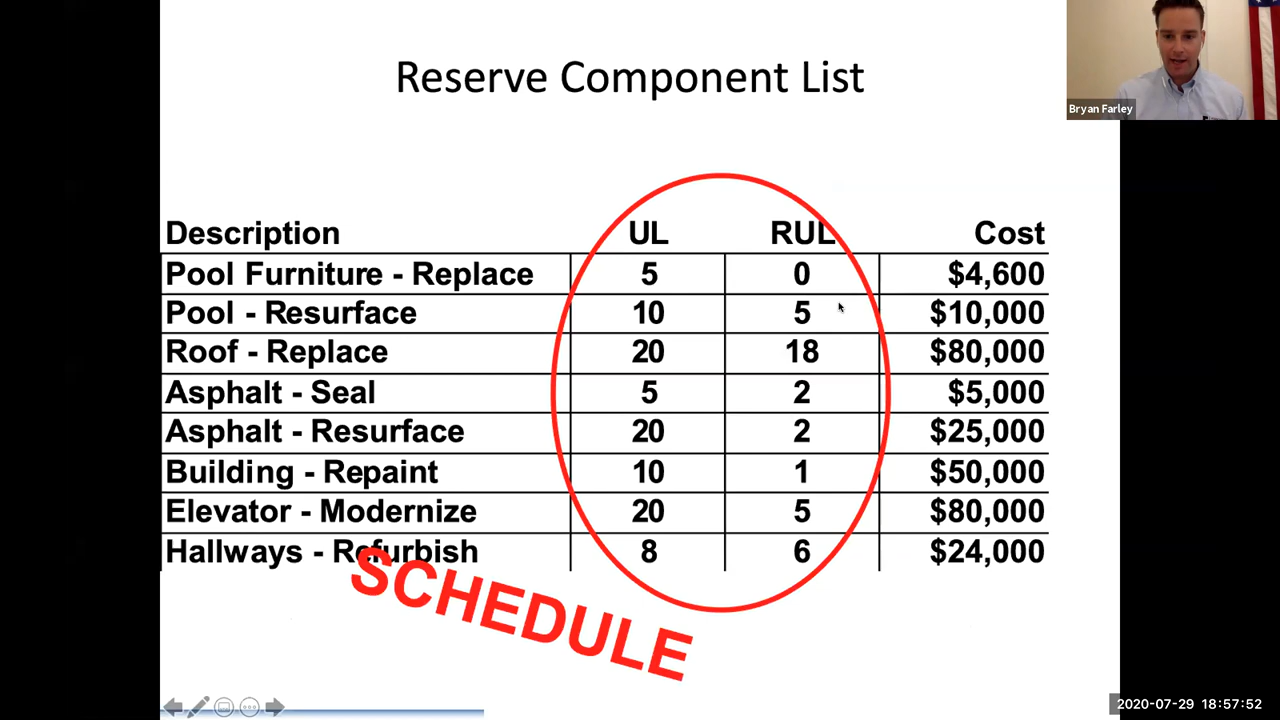 Reserve Component List
Bryan Farley
Description UL RUL Cost
Pool Furniture - Replace 5 0 $4,600
Pool - Resurface 10 5 $10,000
Roof - Replace 20 18 $80,000
Asphalt - Seal 5 2 $5,000
Asphalt - Resurface 20 2 $25,000
Building - Repaint 10 1 $50,000
Elevator - Modernize 20 5 $80,000
Hallways - Refurbish 8 6 $24,000
SCHEDULE
2020-07-29 18:57:52